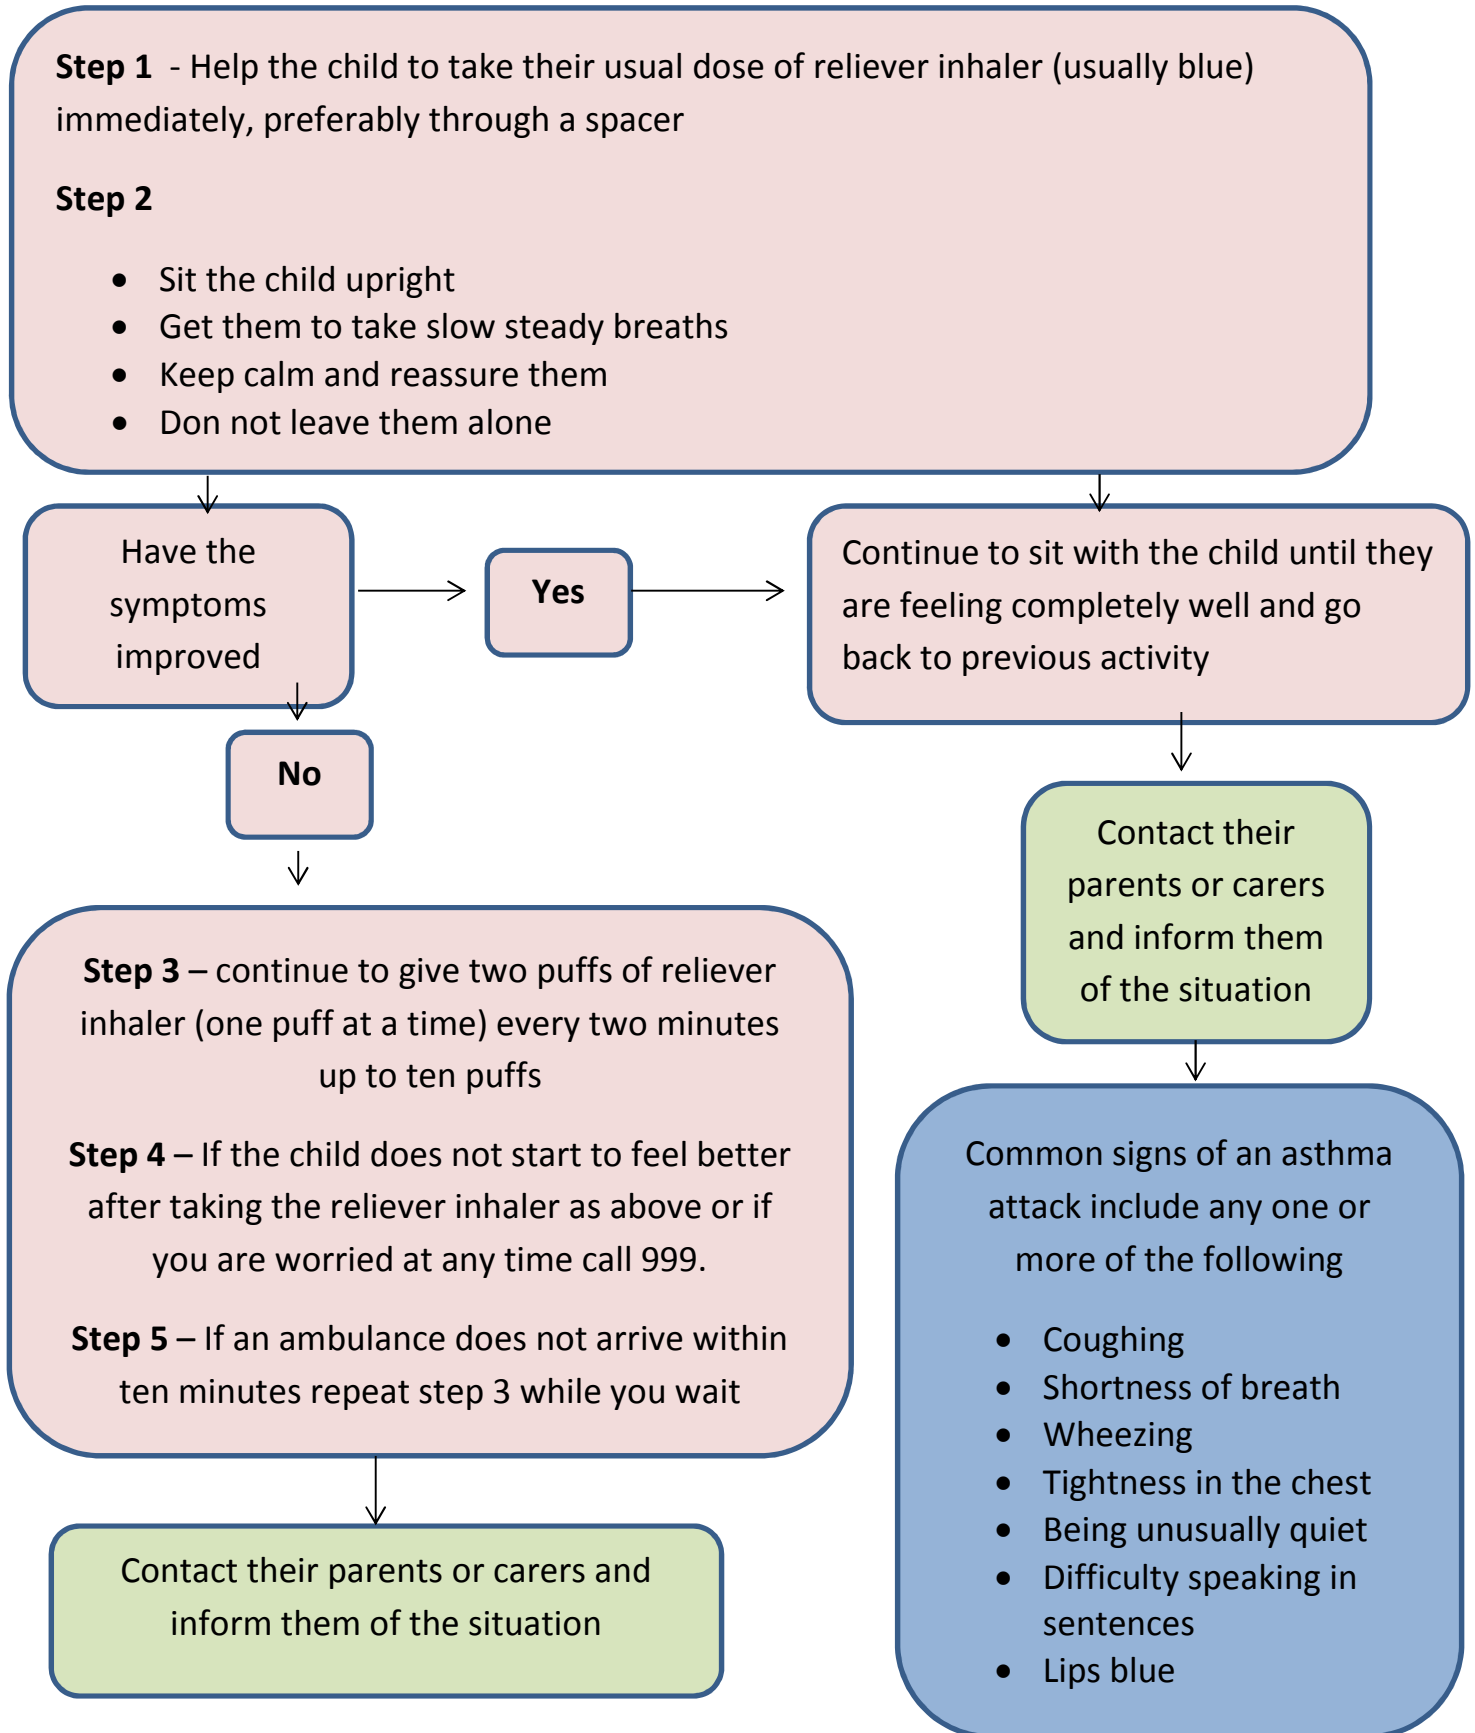 Step 1  - Help the child to take their usual dose of reliever inhaler (usually blue)
immediately, preferably through a spacer
Step 2
• Sit the child upright
• Get them to take slow steady breaths
• Keep calm and reassure them
• Don not leave them alone
Have the
symptoms
improved
Yes
Continue to sit with the child until they
are feeling completely well and go
back to previous activity
No
Contact their
parents or carers
and inform them
of the situation
Step 3 – continue to give two puffs of reliever
inhaler (one puff at a time) every two minutes
up to ten puffs
Step 4 – If the child does not start to feel better
after taking the reliever inhaler as above or if
you are worried at any time call 999.
Step 5 – If an ambulance does not arrive within
ten minutes repeat step 3 while you wait
Contact their parents or carers and
inform them of the situation
Common signs of an asthma
attack include any one or
more of the following
• Coughing
• Shortness of breath
• Wheezing
• Tightness in the chest
• Being unusually quiet
• Difficulty speaking in
sentences
• Lips blue